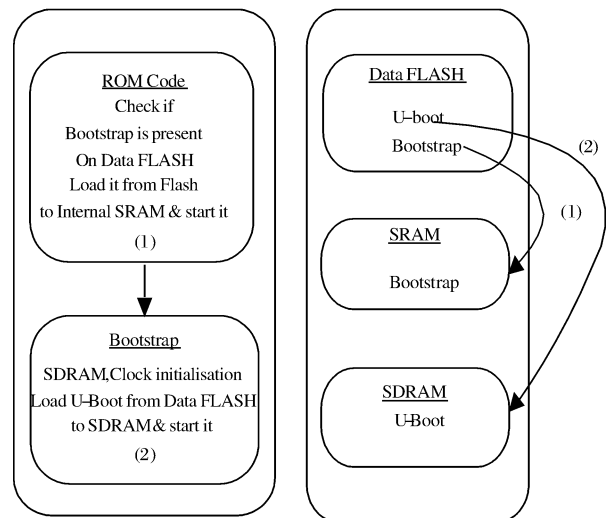 ROM Code
Check if
Bootstrap is present
On Data FLASH
Load it from Flash
to Internal SRAM & start it
(1)
Bootstrap
SDRAM,Clock initialisation
Load U-Boot from Data FLASH
to SDRAM & start it
(2)
Data FLASH
U-boot
Bootstrap
(2)
(1)
SRAM
Bootstrap
SDRAM
U-Boot